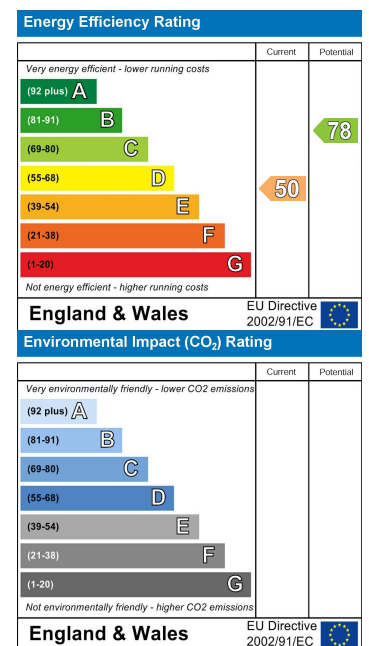 Energy Efficiency Rating
Current Potential
Very energy efficient - lower running costs
(92 plus) A
(81-91) B
(69-80) C
(55-68) D
(39-54) E
(21-38) F
(1-20) G
50
78
Not energy efficient - higher running costs
England & Wales
EU Directive
2002/91/EC
Environmental Impact (CO₂) Rating
Current Potential
Very environmentally friendly - lower CO2 emissions
(92 plus) A
(81-91) B
(69-80) C
(55-68) D
(39-54) E
(21-38) F
(1-20) G
Not environmentally friendly - higher CO2 emissions
England & Wales
EU Directive
2002/91/EC